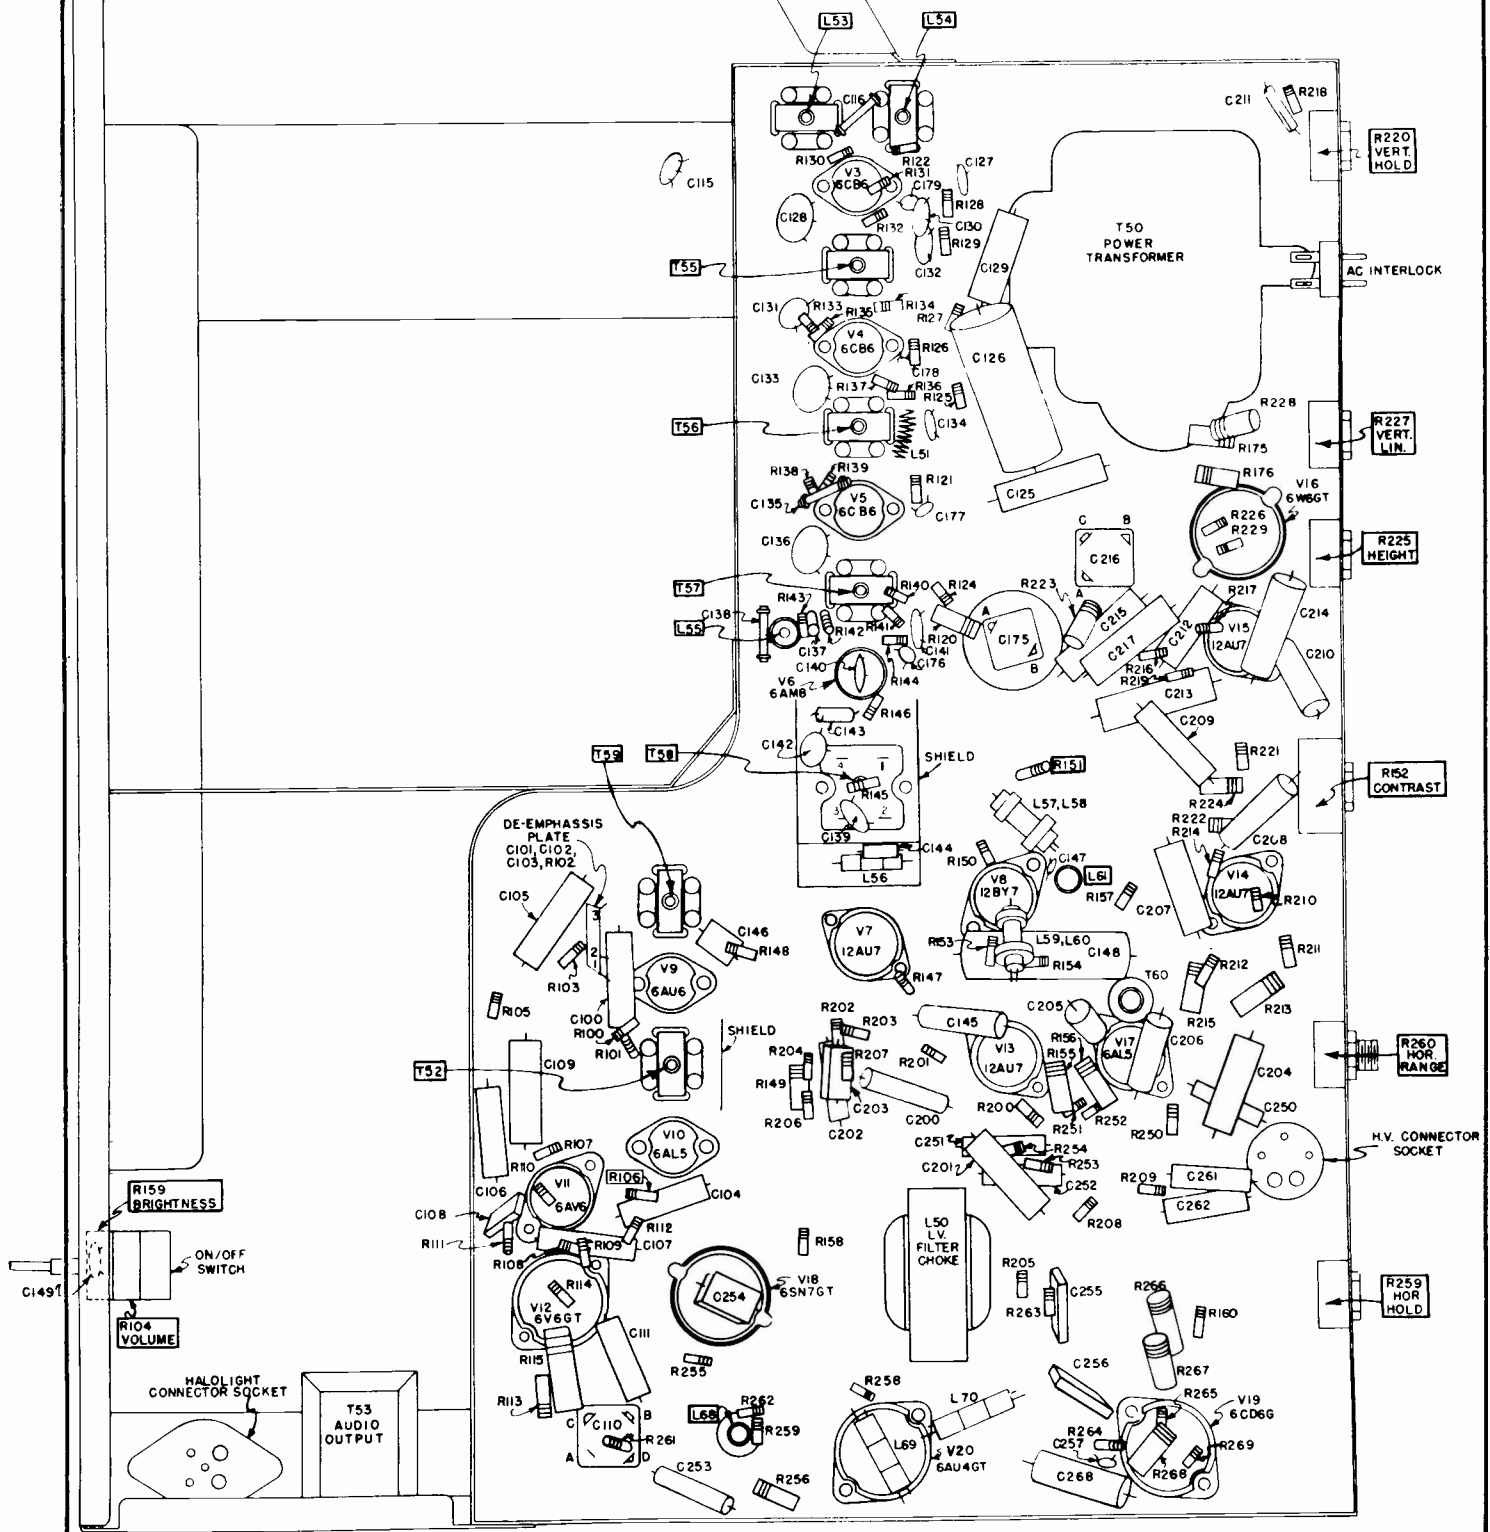 L53
L54
C116
C211
R218
R220
VERT.
HOLD
R130
R122
V3
6CB6
R131
C179
C127
C115
C128
R128
R132
C130
R129
C132
T50
POWER
TRANSFORMER
T55
C129
AC INTERLOCK
C131
R133
R135
R134
R127
V4
6CB6
R126
C126
C178
C133
R137
R136
R125
R228
T56
C134
R227
VERT.
LIN.
L51
R175
R138
R139
R121
R176
V16
6W6GT
C125
C135
V5
6CB6
C177
C
B
R226
R229
C136
C216
R225
HEIGHT
T57
R140
R124
R223
A
R217
C138
R143
A
C215
C214
L55
R142
R141
R120
C175
C217
C212
V15
12AU7
C137
C141
C140
C176
B
R216
R219
C210
V6
6AM8
R144
C213
R146
C143
C209
C142
T59
T58
4
1
SHIELD
R221
R151
R145
R152
CONTRAST
3
2
L57, L58
R224
DE-EMPHASSIS
PLATE
C101, C102,
C103, R102
C139
R222
R214
C208
C144
R150
C147
L56
V8
12BY7
L61
V14
12AU7
C105
3
R157
C207
R210
C146
V7
12AU7
L59, L60
R148
R153
C148
R211
2
1
R154
R103
V9
6AU6
R147
T60
R212
R105
R213
C100
R100
SHIELD
R202
C145
C205
R215
R203
R156
R101
R204
R207
R201
V13
12AU7
R155
V17
6AL5
C206
R260
HOR.
RANGE
T52
C109
R149
C204
C203
R206
C202
C200
R200
R252
R251
R250
C250
V10
6AL5
C251
R254
H.V. CONNECTOR
SOCKET
R107
R110
C201
R253
R159
BRIGHTNESS
V11
6AV6
R106
C252
R209
C261
C106
C104
C262
C108
R112
L50
L.V.
FILTER
CHOKE
R208
R111
R109
C107
R158
R108
ON/OFF
SWITCH
R205
C149
R114
V18
6SN7GT
C255
R266
R259
HOR
HOLD
C254
R263
V12
6V6GT
R160
R104
VOLUME
C111
R115
R267
R255
C256
HALOLIGHT
CONNECTOR SOCKET
R258
R113
L70
R265
V19
6CD6G
T53
AUDIO
OUTPUT
C
B
L68
R262
C110
R259
R264
L69
R261
C257
R269
A
D
V20
6AU4GT
C268
R268
C253
R256